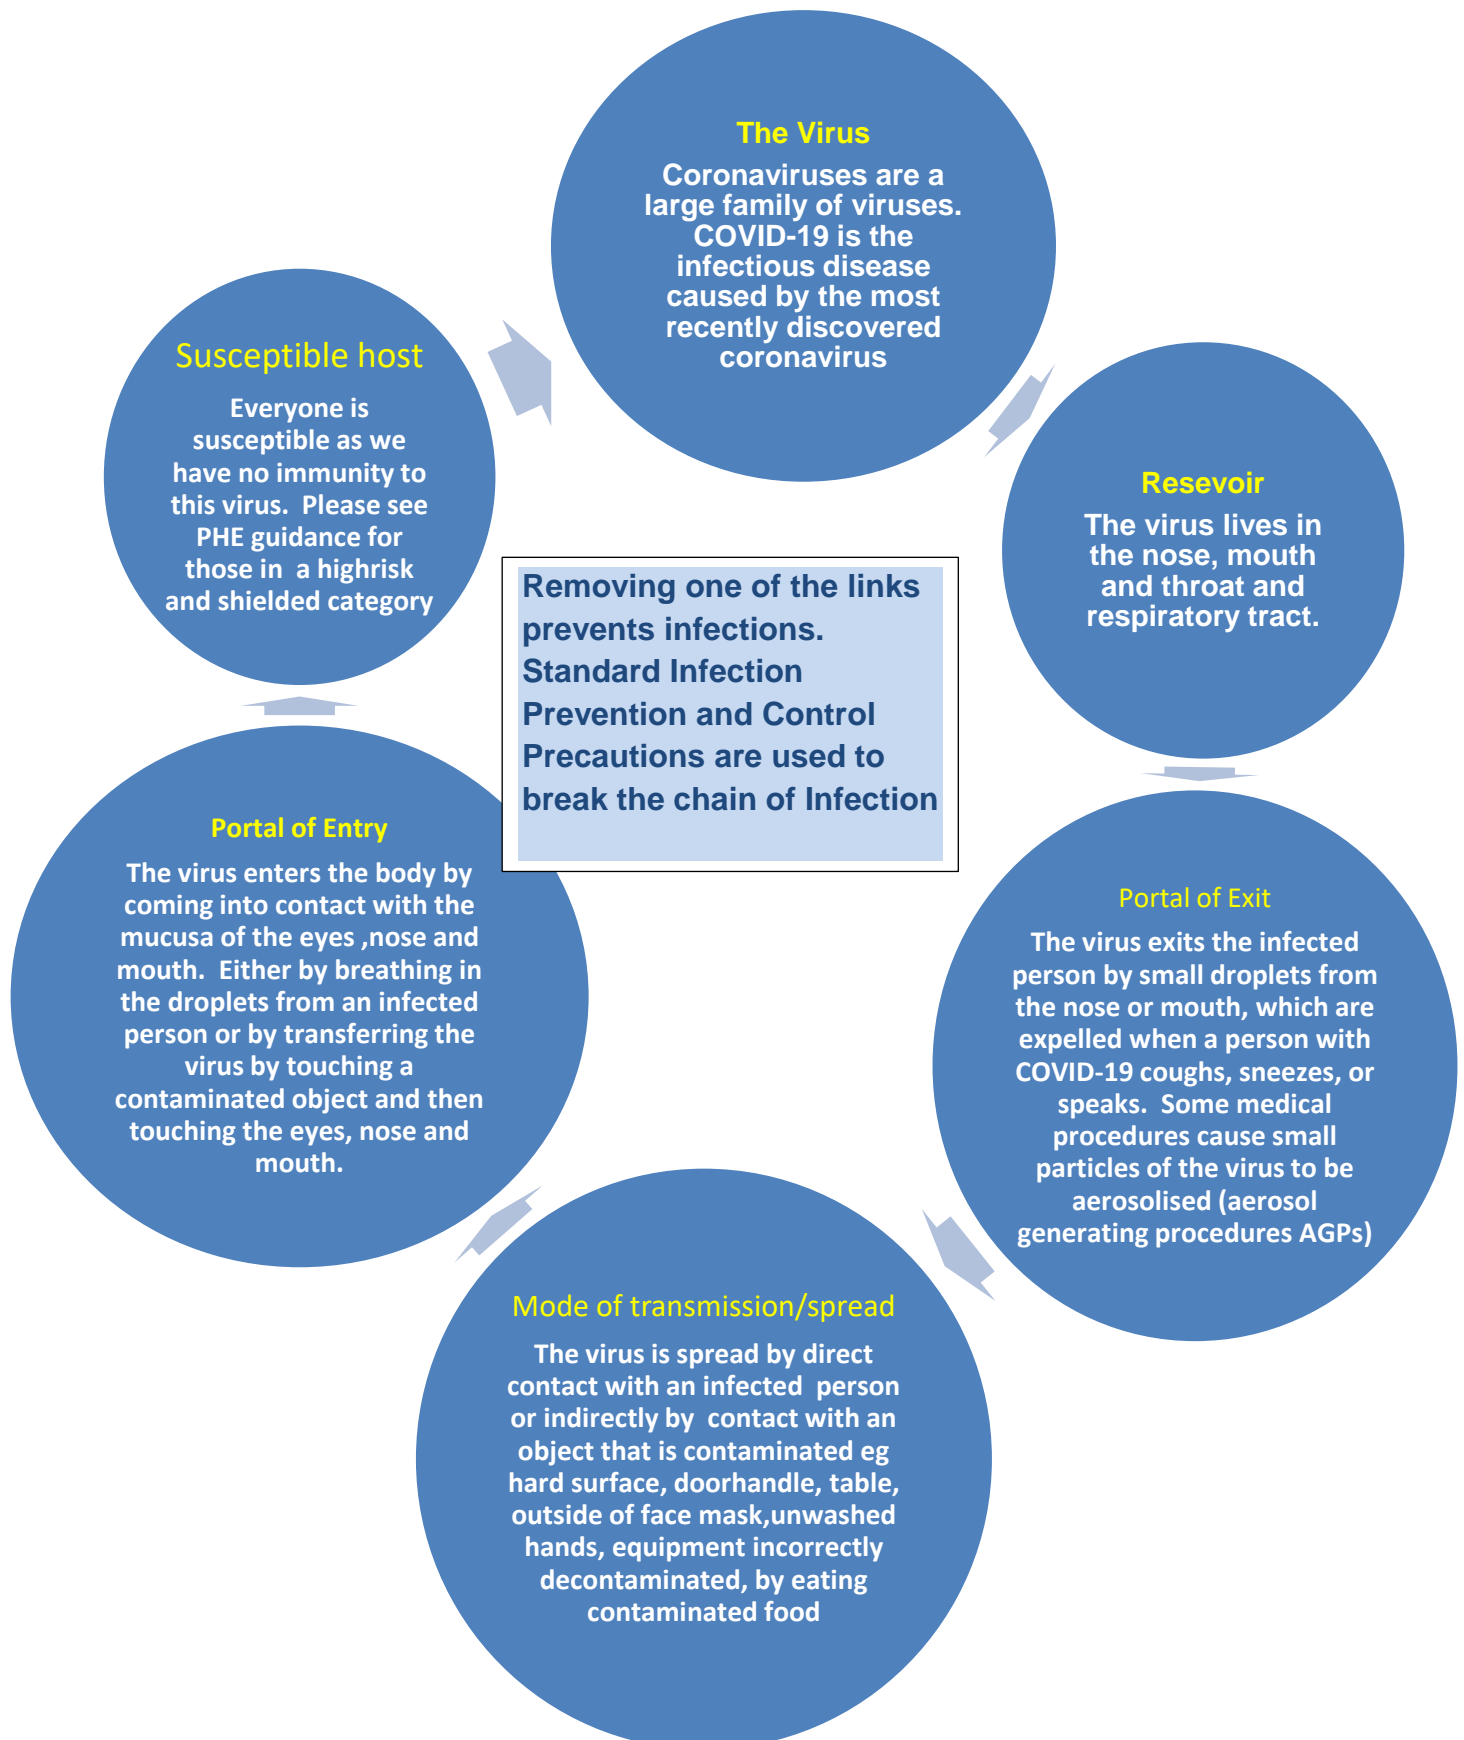 The Virus
Coronaviruses are a
large family of viruses.
COVID-19 is the
infectious disease
caused by the most
recently discovered
coronavirus
Resevoir
The virus lives in
the nose, mouth
and throat and
respiratory tract.
Portal of Exit
The virus exits the infected
person by small droplets from
the nose or mouth, which are
expelled when a person with
COVID-19 coughs, sneezes, or
speaks.  Some medical
procedures cause small
particles of the virus to be
aerosolised (aerosol
generating procedures AGPs)
Mode of transmission/spread
The virus is spread by direct
contact with an infected  person
or indirectly by  contact with an
object that is contaminated eg
hard surface, doorhandle, table,
outside of face mask,unwashed
hands, equipment incorrectly
decontaminated, by eating
contaminated food
Portal of Entry
The virus enters the body by
coming into contact with the
mucusa of the eyes ,nose and
mouth.  Either by breathing in
the droplets from an infected
person or by transferring the
virus by touching a
contaminated object and then
touching the eyes, nose and
mouth.
Susceptible host
Everyone is
susceptible as we
have no immunity to
this virus.  Please see
PHE guidance for
those in  a highrisk
and shielded category
Removing one of the links
prevents infections.
Standard Infection
Prevention and Control
Precautions are used to
break the chain of Infection